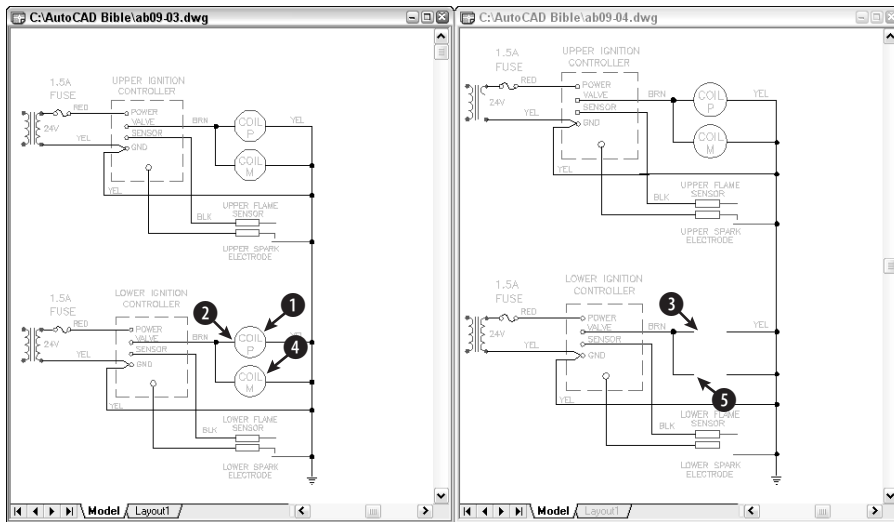 C:\AutoCAD Bible\ab09-03.dwg
1.5A
FUSE
UPPER IGNITION
CONTROLLER
RED
POWER
VALVE
SENSOR
GND
24V
YEL
BRN
COIL
P
YEL
COIL
M
YEL
BLK
UPPER FLAME
SENSOR
UPPER SPARK
ELECTRODE
1.5A
FUSE
LOWER IGNITION
CONTROLLER
RED
POWER
VALVE
SENSOR
GND
24V
YEL
BRN
2
1
COIL
P
YEL
4
COIL
M
YEL
BLK
LOWER FLAME
SENSOR
LOWER SPARK
ELECTRODE
Model
Layout1
C:\AutoCAD Bible\ab09-04.dwg
1.5A
FUSE
UPPER IGNITION
CONTROLLER
RED
POWER
VALVE
SENSOR
GND
24V
YEL
BRN
COIL
P
YEL
COIL
M
YEL
BLK
UPPER FLAME
SENSOR
UPPER SPARK
ELECTRODE
1.5A
FUSE
LOWER IGNITION
CONTROLLER
RED
POWER
VALVE
SENSOR
GND
24V
YEL
BRN
3
YEL
5
YEL
BLK
LOWER FLAME
SENSOR
LOWER SPARK
ELECTRODE
Model
Layout1